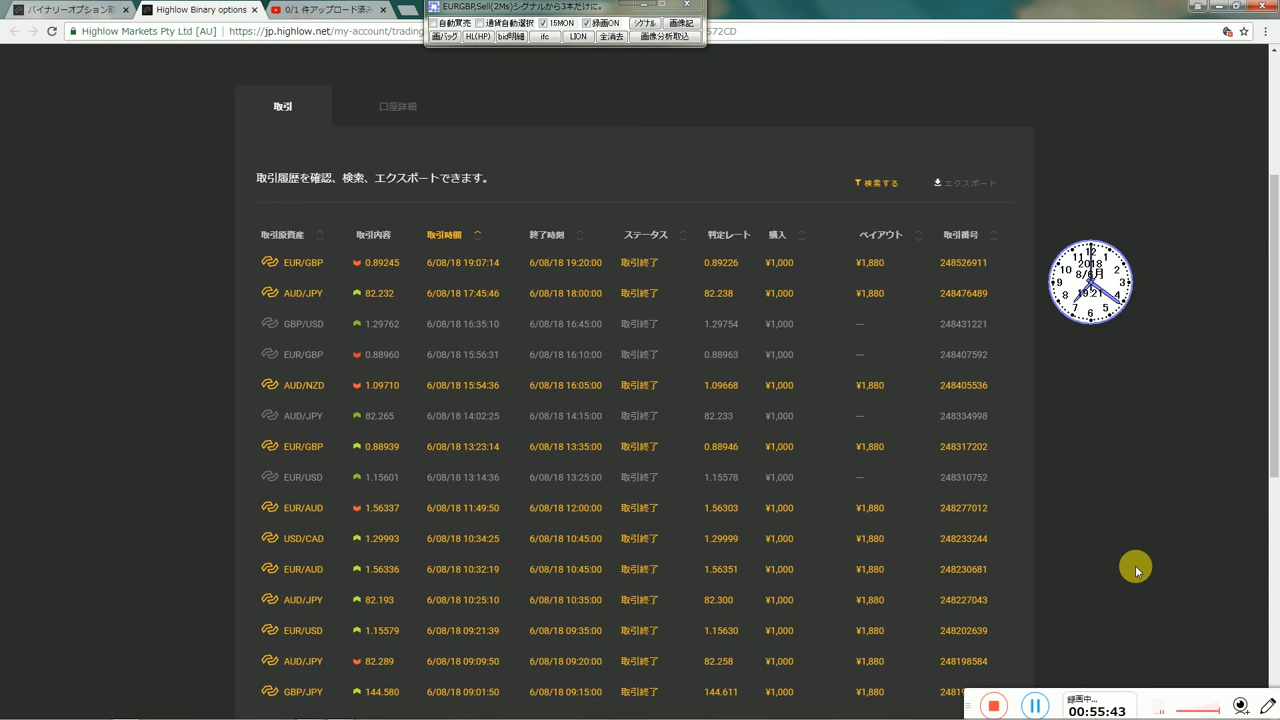 バイナリーオプション取 × Highlow Binary options × 0/1 件アップロード済み ×
EURGBP,Sell(2Ms)シグナルから3本だけに。
Highlow Markets Pty Ltd [AU] https://jp.highlow.net/my-account/trading 572CD
自動売売 通貨自動選択 15MON 録画ON シグナル 画像記
画バッグ HL(HP) bid明細 ifc LION 全消去 画像分析取込
取引 口座詳細
取引履歴を確認、検索、エクスポートできます。
検索する エクスポート
取引原資産 取引内容 取引時間 終了時刻 ステータス 判定レート 購入 ペイアウト 取引番号
EUR/GBP 0.89245 6/08/18 19:07:14 6/08/18 19:20:00 取引終了 0.89226 ¥1,000 ¥1,880 248526911
AUD/JPY 82.232 6/08/18 17:45:46 6/08/18 18:00:00 取引終了 82.238 ¥1,000 ¥1,880 248476489
GBP/USD 1.29762 6/08/18 16:35:10 6/08/18 16:45:00 取引終了 1.29754 ¥1,000 — 248431221
EUR/GBP 0.88960 6/08/18 15:56:31 6/08/18 16:10:00 取引終了 0.88963 ¥1,000 — 248407592
AUD/NZD 1.09710 6/08/18 15:54:36 6/08/18 16:05:00 取引終了 1.09668 ¥1,000 ¥1,880 248405536
AUD/JPY 82.265 6/08/18 14:02:25 6/08/18 14:15:00 取引終了 82.233 ¥1,000 — 248334998
EUR/GBP 0.88939 6/08/18 13:23:14 6/08/18 13:35:00 取引終了 0.88946 ¥1,000 ¥1,880 248317202
EUR/USD 1.15601 6/08/18 13:14:36 6/08/18 13:25:00 取引終了 1.15578 ¥1,000 — 248310752
EUR/AUD 1.56337 6/08/18 11:49:50 6/08/18 12:00:00 取引終了 1.56303 ¥1,000 ¥1,880 248277012
USD/CAD 1.29993 6/08/18 10:34:25 6/08/18 10:45:00 取引終了 1.29999 ¥1,000 ¥1,880 248233244
EUR/AUD 1.56336 6/08/18 10:32:19 6/08/18 10:45:00 取引終了 1.56351 ¥1,000 ¥1,880 248230681
AUD/JPY 82.193 6/08/18 10:25:10 6/08/18 10:35:00 取引終了 82.300 ¥1,000 ¥1,880 248227043
EUR/USD 1.15579 6/08/18 09:21:39 6/08/18 09:35:00 取引終了 1.15630 ¥1,000 ¥1,880 248202639
AUD/JPY 82.289 6/08/18 09:09:50 6/08/18 09:20:00 取引終了 82.258 ¥1,000 ¥1,880 248198584
GBP/JPY 144.580 6/08/18 09:01:50 6/08/18 09:15:00 取引終了 144.611 ¥1,000 ¥1,880
12 1 2 3 4 5 6 7 8 9 10 11
2018
8/6月
19:21
録画中...
00:55:43